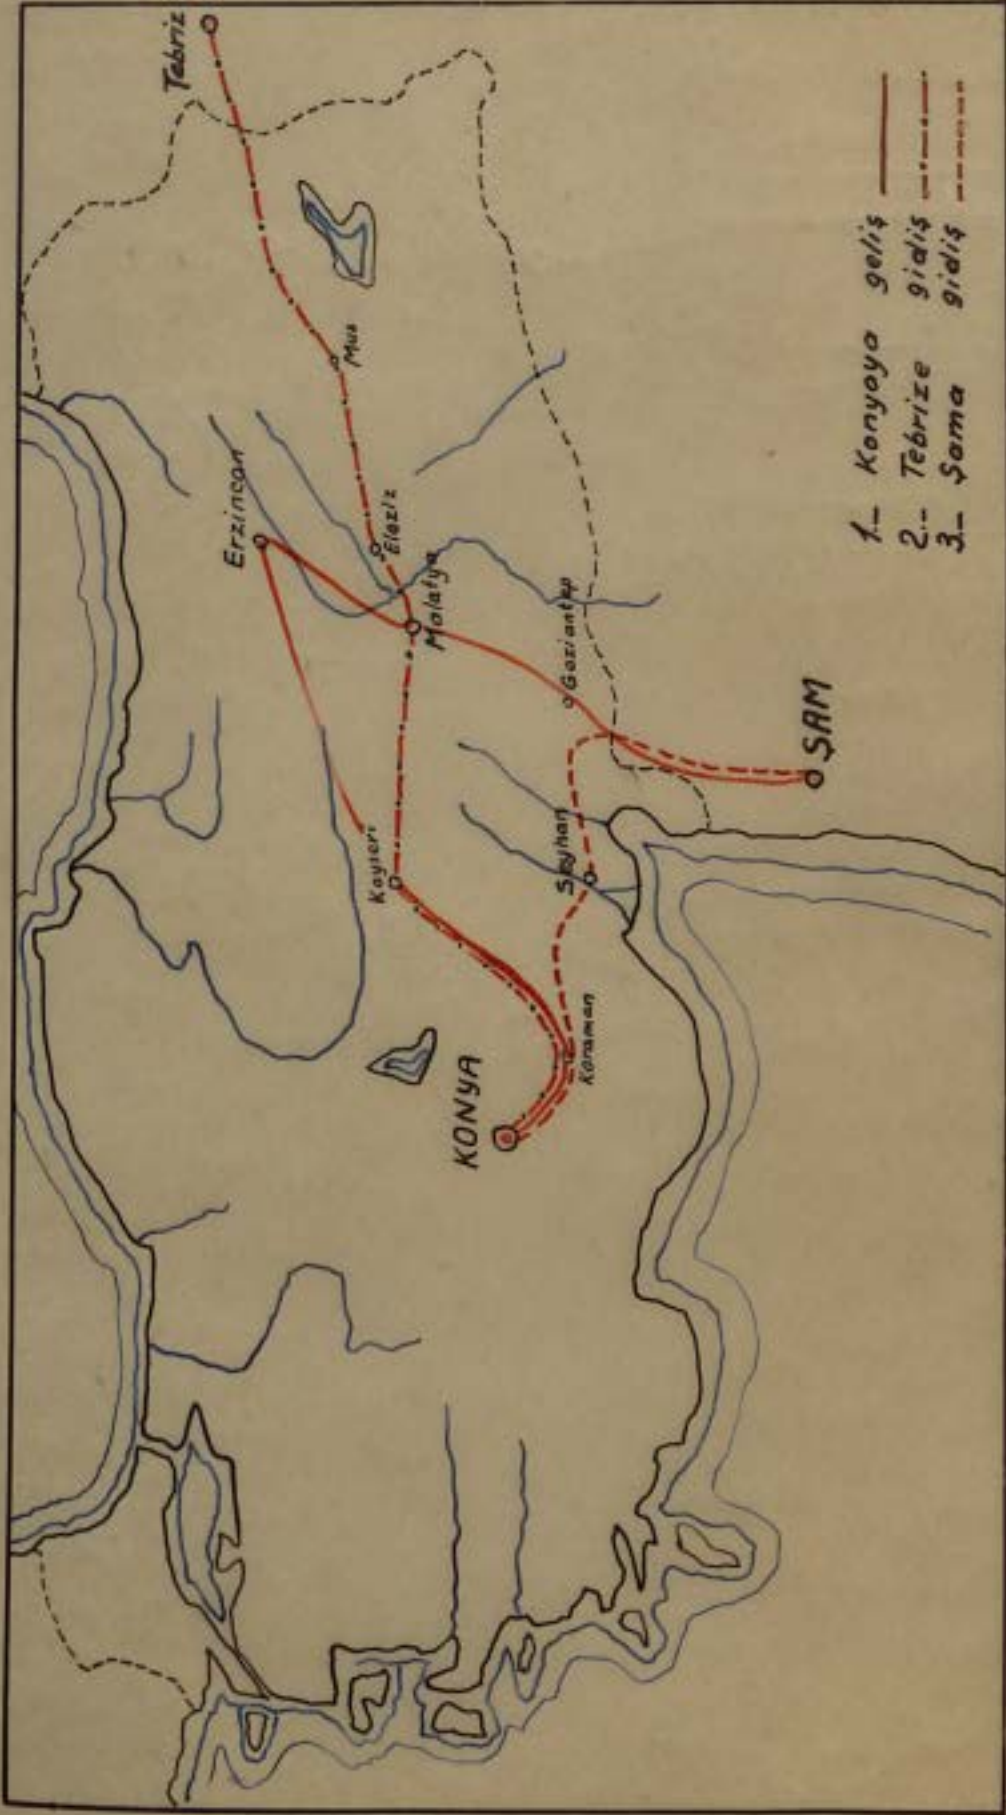 Tebriz
Muş
Erzincan
Elaziz
Malatya
Gaziantep
ŞAM
Kayseri
Seyhan
Karaman
KONYA
1.- Konyaya geliş
2.- Tebrize gidiş
3.- Şama gidiş